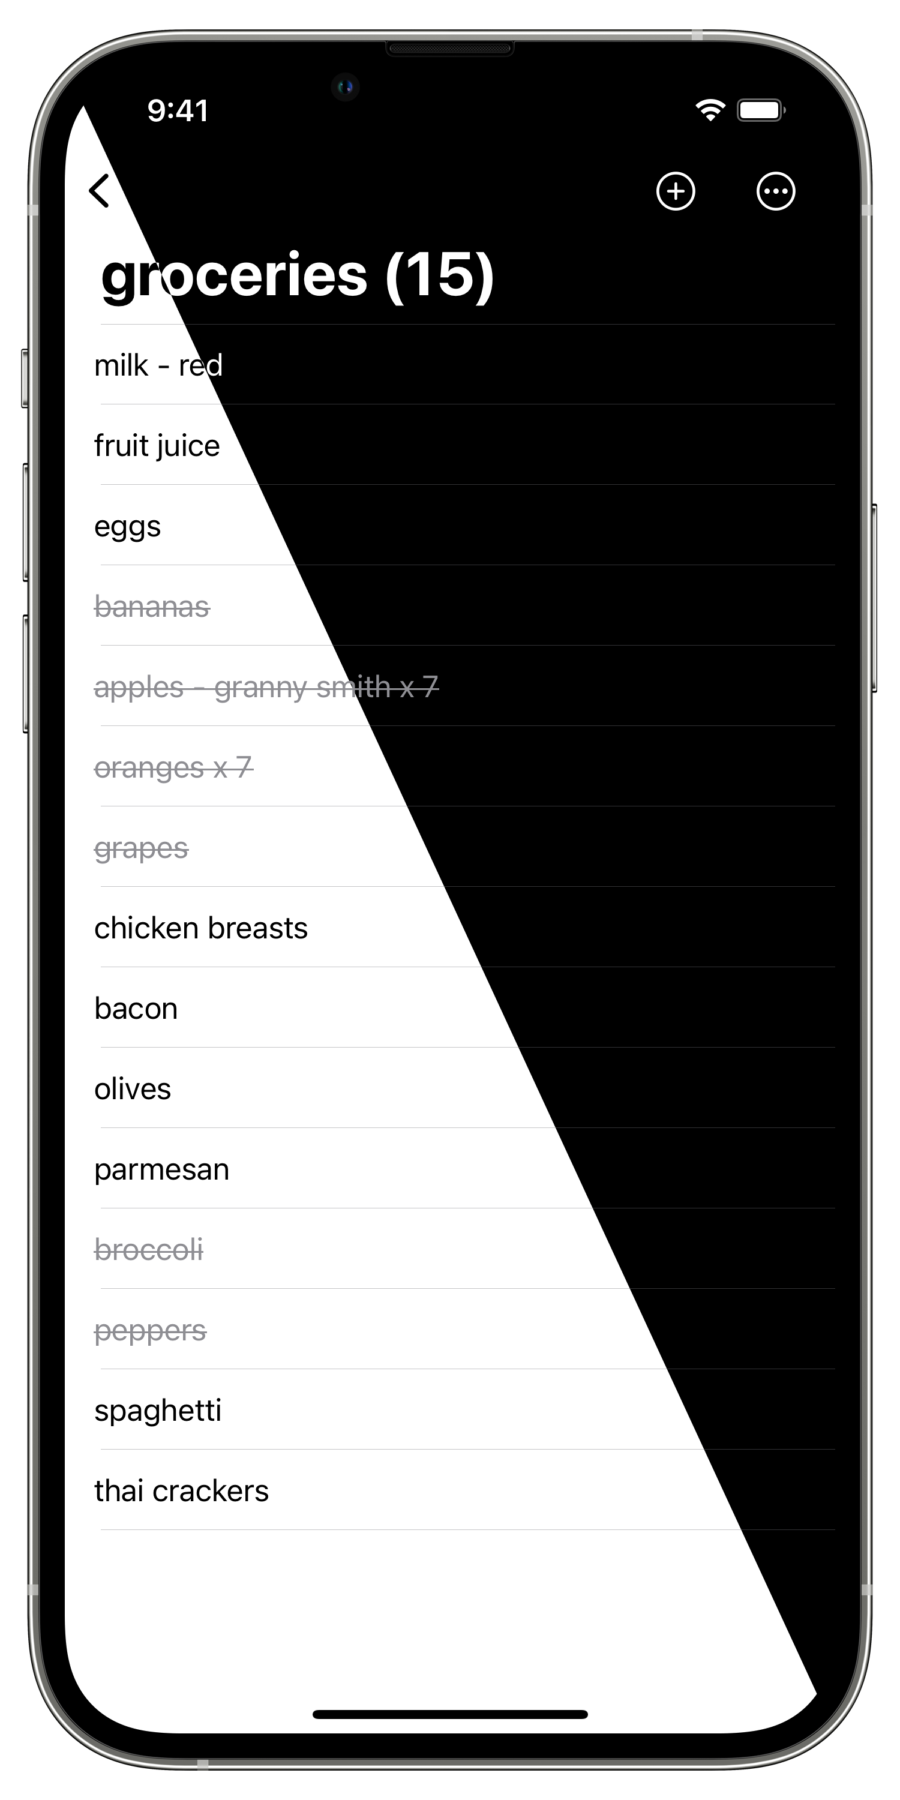 9:41
groceries (15)
milk - red
fruit juice
eggs
bananas
apples - granny smith x 7
oranges x 7
grapes
chicken breasts
bacon
olives
parmesan
broccoli
peppers
spaghetti
thai crackers